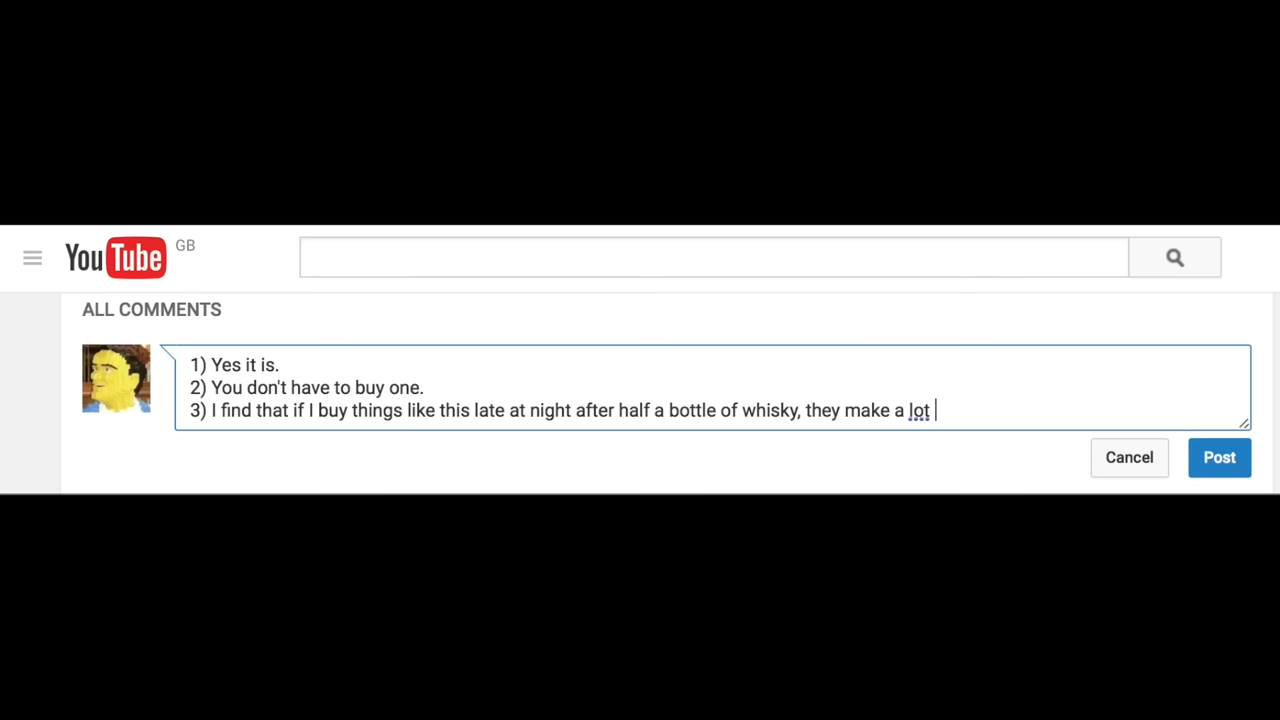 YouTube GB
ALL COMMENTS
1) Yes it is.
2) You don't have to buy one.
3) I find that if I buy things like this late at night after half a bottle of whisky, they make a lot
Cancel Post